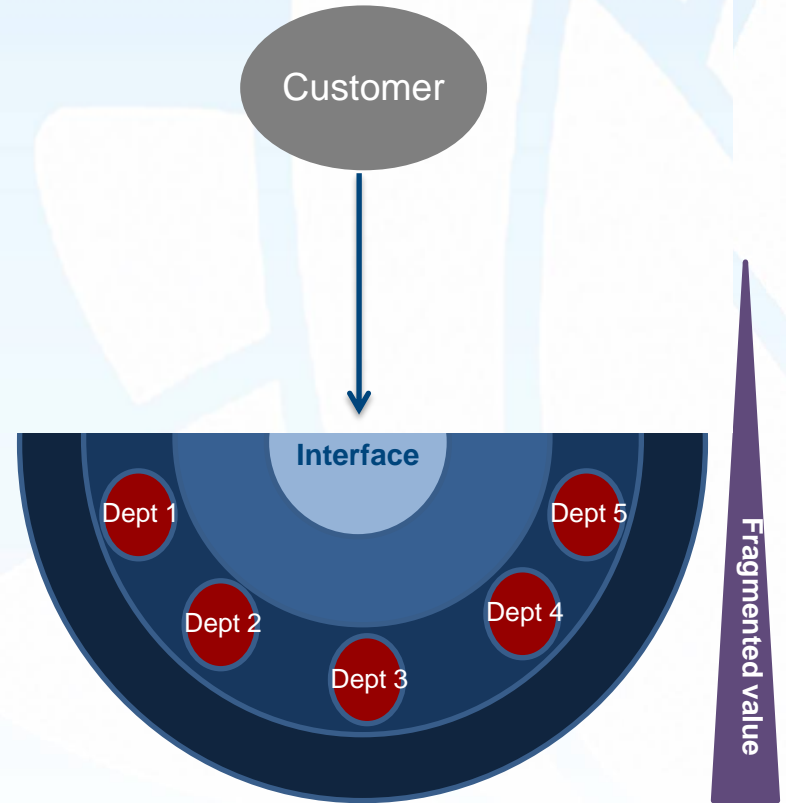 Customer
Interface
Dept 1
Dept 5
Dept 2
Dept 4
Dept 3
Fragmented value